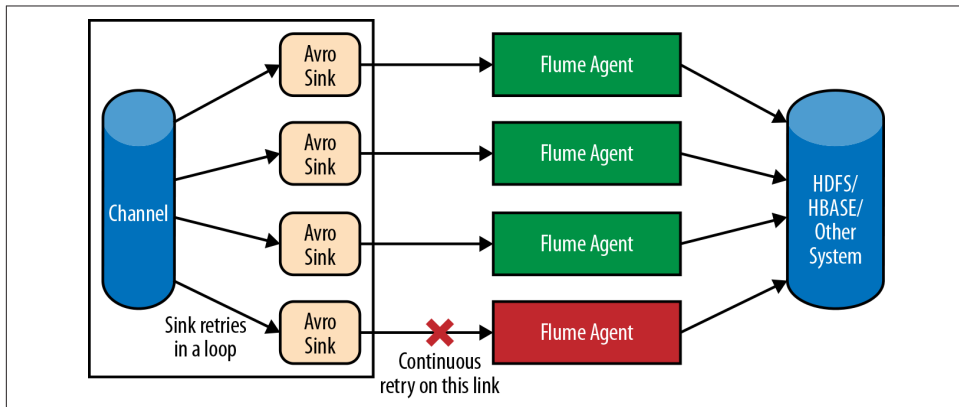 Avro
Sink
Flume Agent
Avro
Sink
Flume Agent
Channel
HDFS/
HBASE/
Other
System
Avro
Sink
Flume Agent
Sink retries
in a loop
Avro
Sink
Flume Agent
Continuous
retry on this link